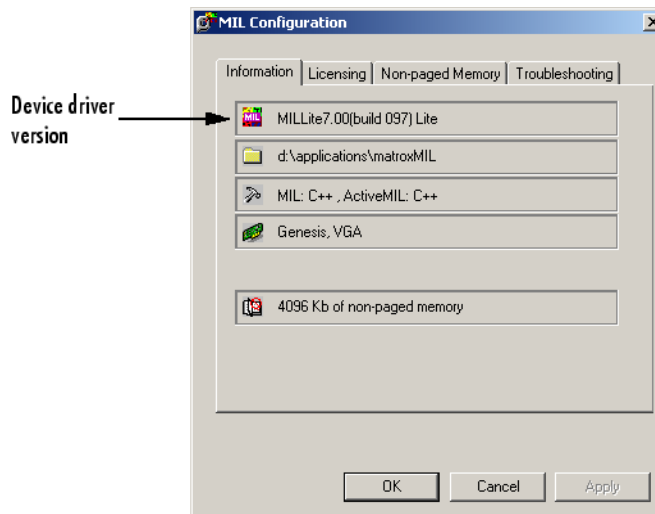 MIL Configuration
Information Licensing Non-paged Memory Troubleshooting
Device driver
version
MIL
MILLite7.00(build 097) Lite
d:\applications\matroxMIL
MIL: C++ , ActiveMIL: C++
Genesis, VGA
4096 Kb of non-paged memory
OK Cancel Apply